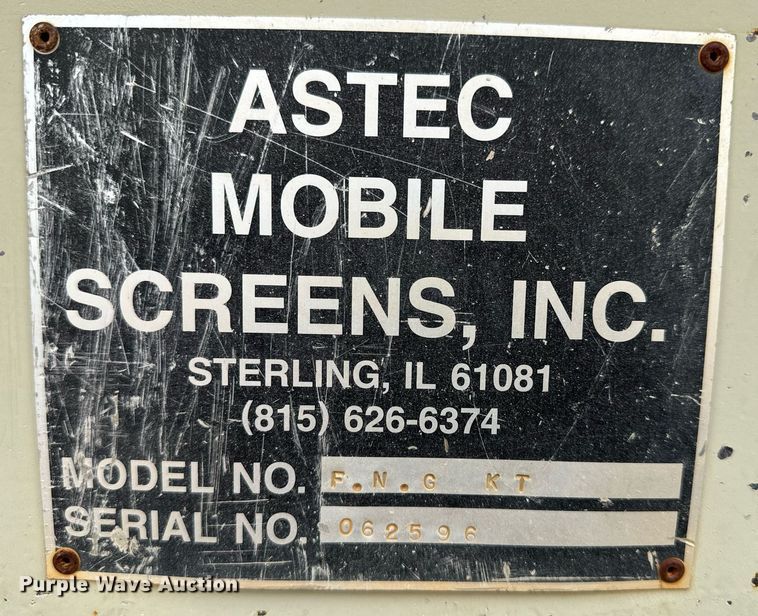 ASTEC
MOBILE
SCREENS, INC.
STERLING, IL 61081
(815) 626-6374
MODEL NO. F.N.G KT
SERIAL NO. 062596
Purple Wave Auction